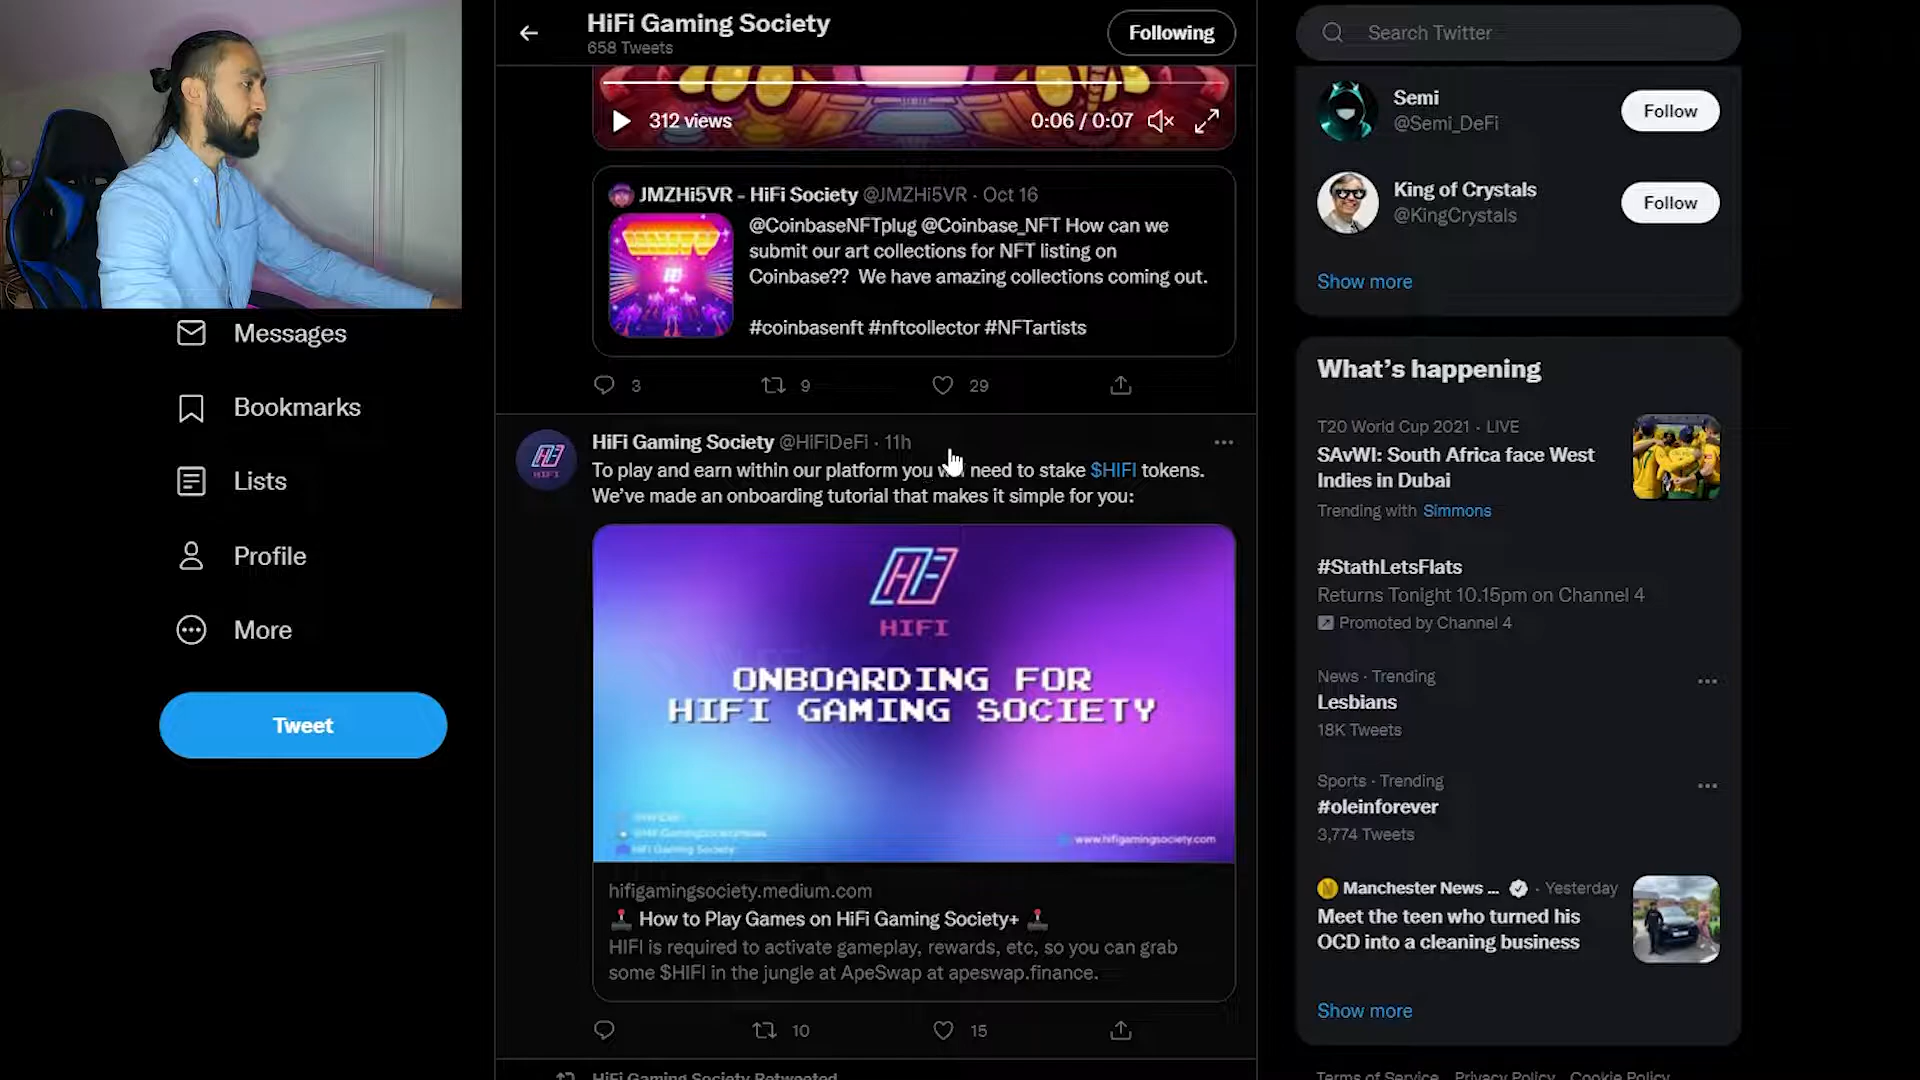 HiFi Gaming Society
658 Tweets
Following
Search Twitter
312 views
0:06 / 0:07
JMZHi5VR - HiFi Society @JMZHi5VR · Oct 16
@CoinbaseNFTplug @Coinbase_NFT How can we
submit our art collections for NFT listing on
Coinbase?? We have amazing collections coming out.
#coinbasenft #nftcollector #NFTartists
3
9
29
HiFi Gaming Society @HiFiDeFi · 11h
To play and earn within our platform you need to stake $HIFI tokens.
We've made an onboarding tutorial that makes it simple for you:
HIFI
ONBOARDING FOR
HIFI GAMING SOCIETY
HiFi Gaming Society
www.hifigamingsociety.com
hifigamingsociety.medium.com
How to Play Games on HiFi Gaming Society+
HIFI is required to activate gameplay, rewards, etc, so you can grab
some $HIFI in the jungle at ApeSwap at apeswap.finance.
10
15
HiFi Gaming Society Retweeted
Messages
Bookmarks
Lists
Profile
More
Tweet
Semi
@Semi_DeFi
Follow
King of Crystals
@KingCrystals
Follow
Show more
What's happening
T20 World Cup 2021 · LIVE
SAvWI: South Africa face West
Indies in Dubai
Trending with Simmons
#StathLetsFlats
Returns Tonight 10.15pm on Channel 4
Promoted by Channel 4
News · Trending
Lesbians
18K Tweets
Sports · Trending
#oleinforever
3,774 Tweets
Manchester News ... · Yesterday
Meet the teen who turned his
OCD into a cleaning business
Show more
Terms of Service Privacy Policy Cookie Policy